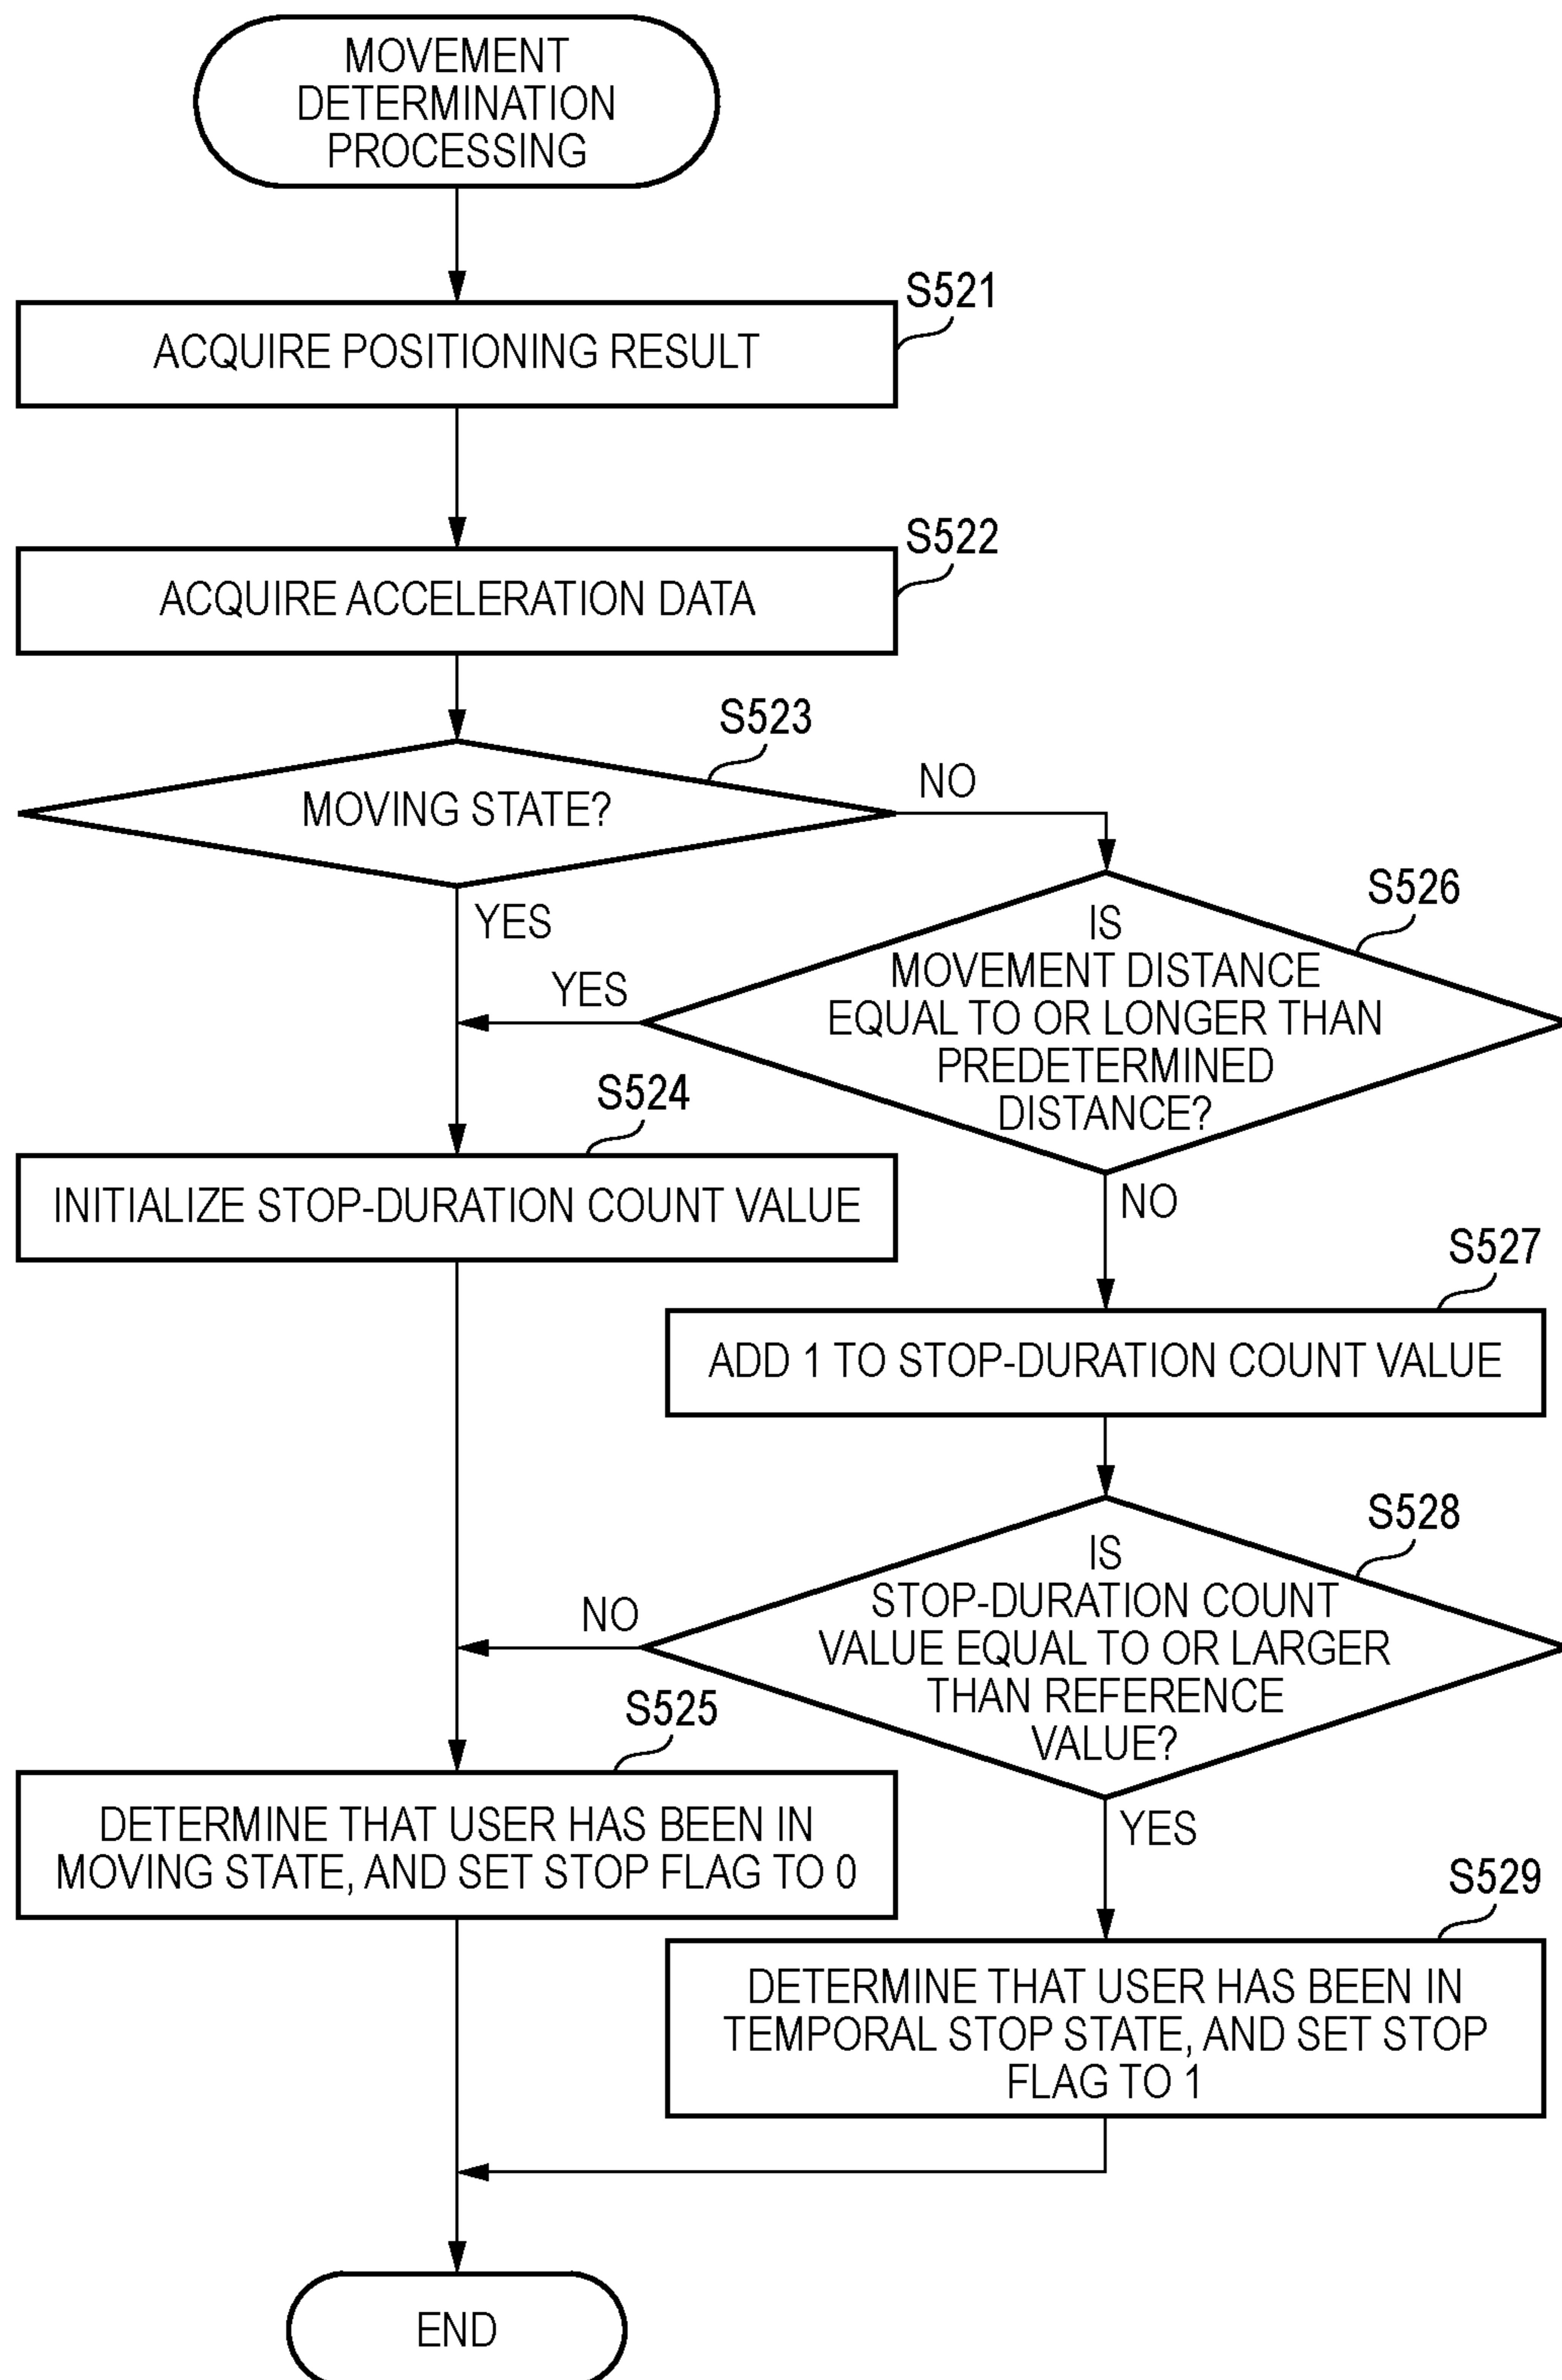 MOVEMENT
DETERMINATION
PROCESSING
S521
ACQUIRE POSITIONING RESULT
S522
ACQUIRE ACCELERATION DATA
S523
MOVING STATE?
NO
YES
S526
IS
MOVEMENT DISTANCE
EQUAL TO OR LONGER THAN
PREDETERMINED
DISTANCE?
YES
NO
S524
INITIALIZE STOP-DURATION COUNT VALUE
S527
ADD 1 TO STOP-DURATION COUNT VALUE
S528
IS
STOP-DURATION COUNT
VALUE EQUAL TO OR LARGER
THAN REFERENCE
VALUE?
NO
YES
S525
DETERMINE THAT USER HAS BEEN IN
MOVING STATE, AND SET STOP FLAG TO 0
S529
DETERMINE THAT USER HAS BEEN IN
TEMPORAL STOP STATE, AND SET STOP
FLAG TO 1
END